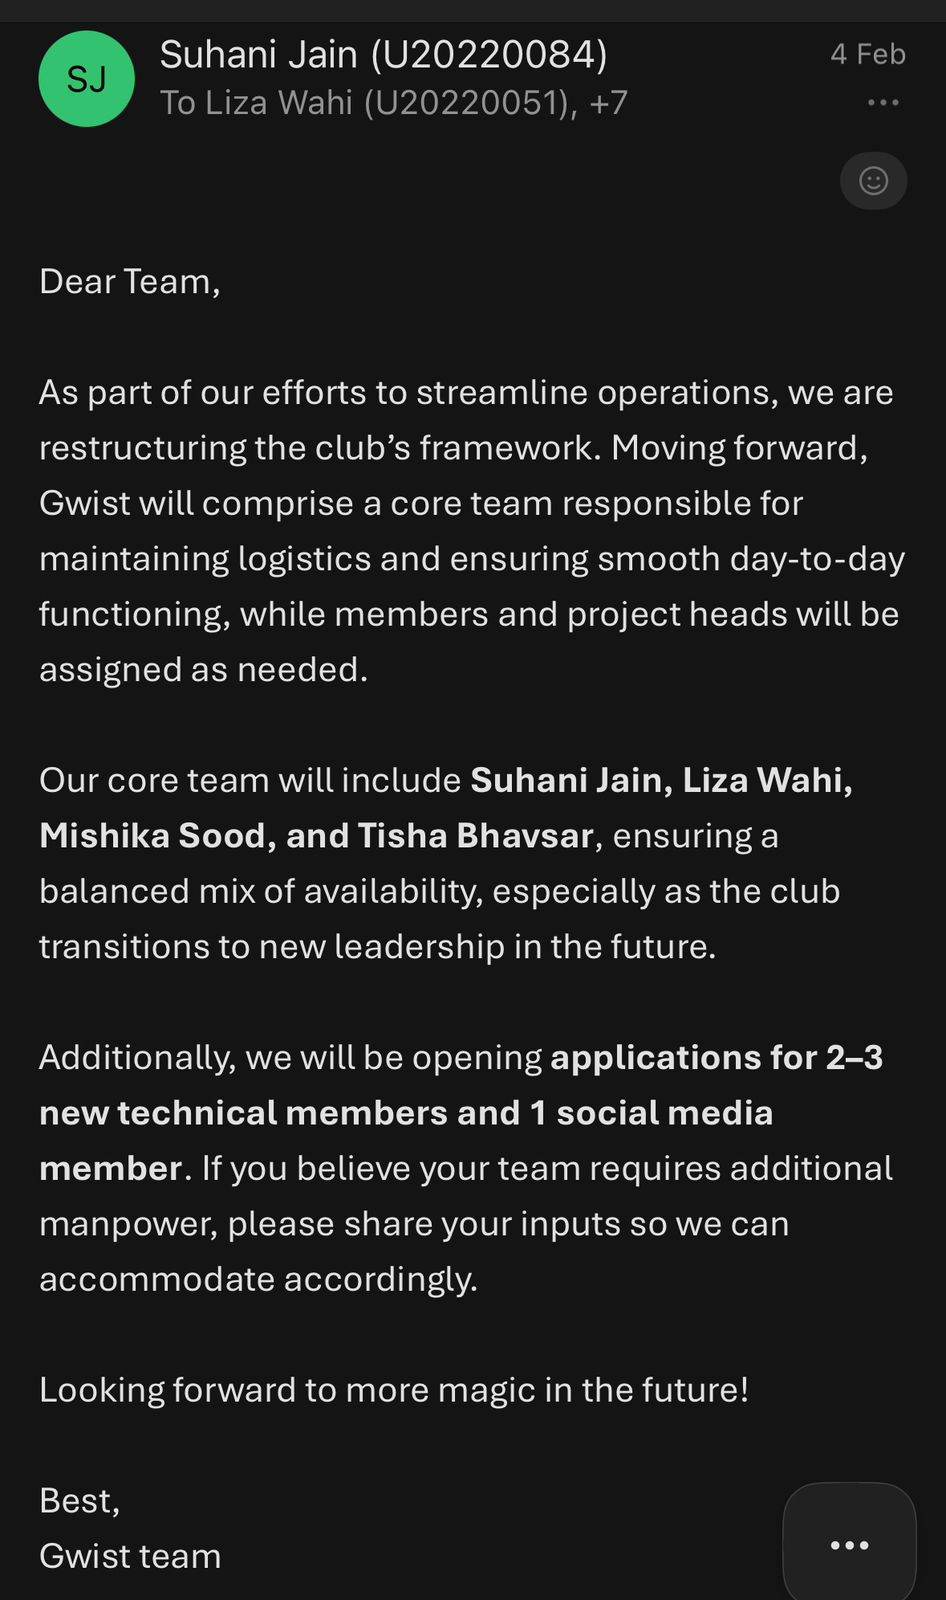 SJ
Suhani Jain (U20220084)
4 Feb
To Liza Wahi (U20220051), +7
Dear Team,
As part of our efforts to streamline operations, we are
restructuring the club’s framework. Moving forward,
Gwist will comprise a core team responsible for
maintaining logistics and ensuring smooth day-to-day
functioning, while members and project heads will be
assigned as needed.
Our core team will include Suhani Jain, Liza Wahi,
Mishika Sood, and Tisha Bhavsar, ensuring a
balanced mix of availability, especially as the club
transitions to new leadership in the future.
Additionally, we will be opening applications for 2–3
new technical members and 1 social media
member. If you believe your team requires additional
manpower, please share your inputs so we can
accommodate accordingly.
Looking forward to more magic in the future!
Best,
Gwist team